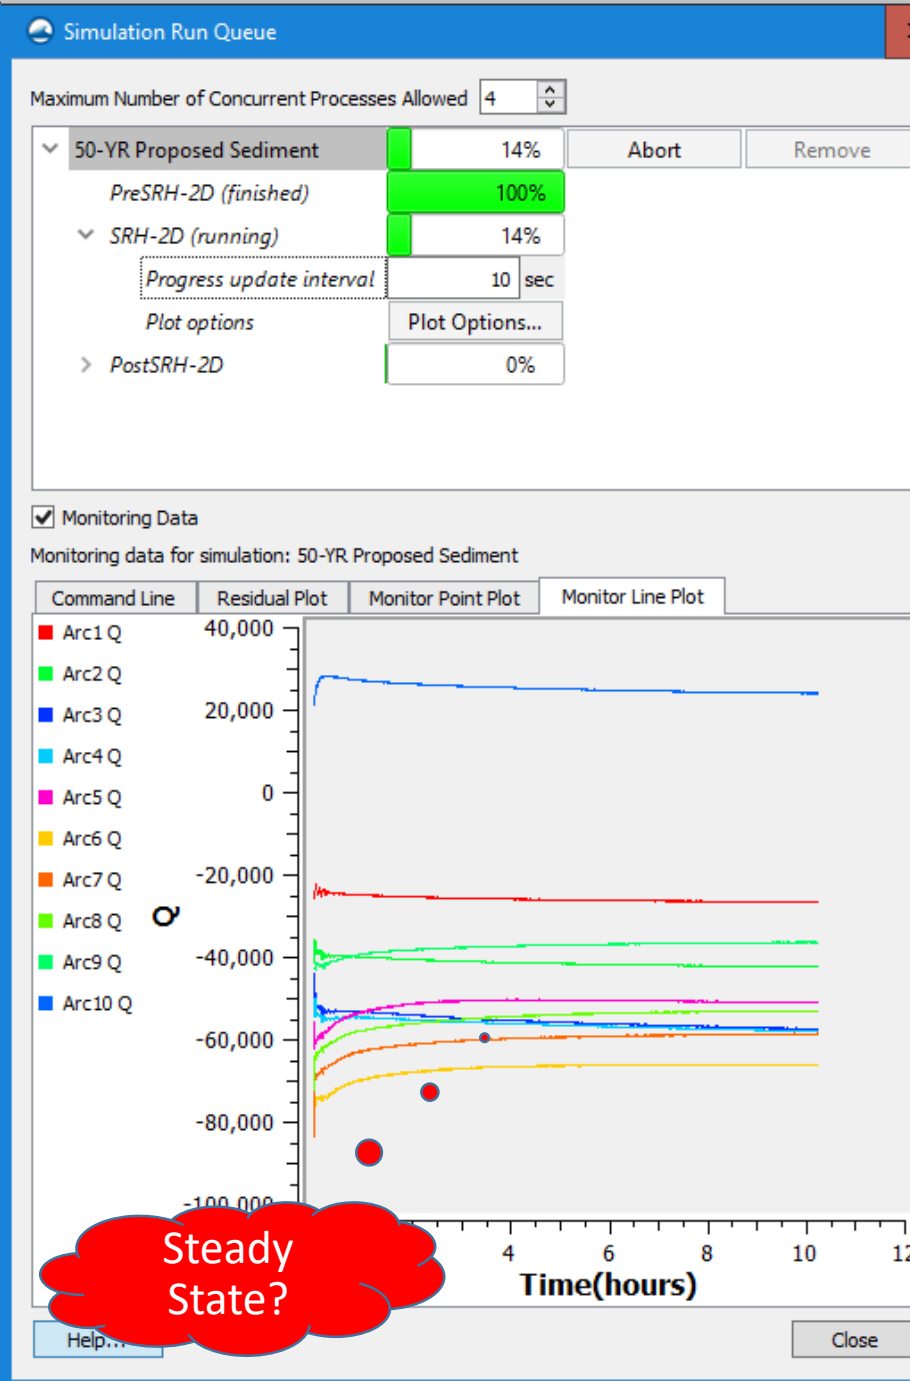 Simulation Run Queue
Maximum Number of Concurrent Processes Allowed 4
50-YR Proposed Sediment 14% Abort Remove
PreSRH-2D (finished) 100%
SRH-2D (running) 14%
Progress update interval 10 sec
Plot options Plot Options...
PostSRH-2D 0%
Monitoring Data
Monitoring data for simulation: 50-YR Proposed Sediment
Command Line Residual Plot Monitor Point Plot Monitor Line Plot
Arc1 Q
Arc2 Q
Arc3 Q
Arc4 Q
Arc5 Q
Arc6 Q
Arc7 Q
Arc8 Q
Arc9 Q
Arc10 Q
Q
40,000
20,000
0
-20,000
-40,000
-60,000
-80,000
-100,000
4 6 8 10 12
Time(hours)
Steady
State?
Help...
Close